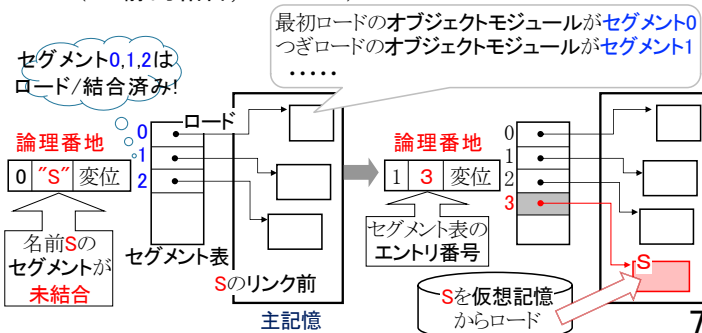 最初ロードのオブジェクトモジュールがセグメント0
つぎロードのオブジェクトモジュールがセグメント1
・・・・・
セグメント0,1,2は
ロード/結合済み!
ロード
論理番地
0 "S" 変位
0
1
2
名前Sの
セグメントが
未結合
セグメント表
Sのリンク前
主記憶
論理番地
1 3 変位
0
1
2
3
セグメント表の
エントリ番号
S
Sを仮想記憶
からロード
7